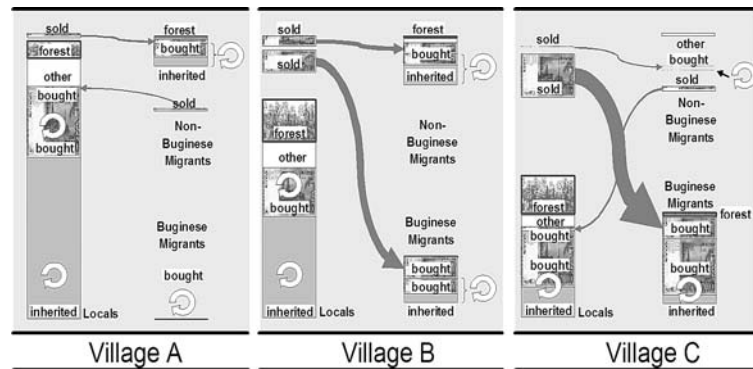 sold
forest
other
bought
bought
inherited
Locals
forest
bought
inherited
sold
Non-
Buginese
Migrants
Buginese
Migrants
bought
Village A
sold
sold
forest
other
bought
inherited
Locals
forest
bought
inherited
Non-
Buginese
Migrants
Buginese
Migrants
bought
bought
inherited
Village B
sold
sold
forest
other
bought
bought
inherited
Locals
other
bought
sold
Non-
Buginese
Migrants
Buginese
Migrants
forest
bought
bought
inherited
Village C